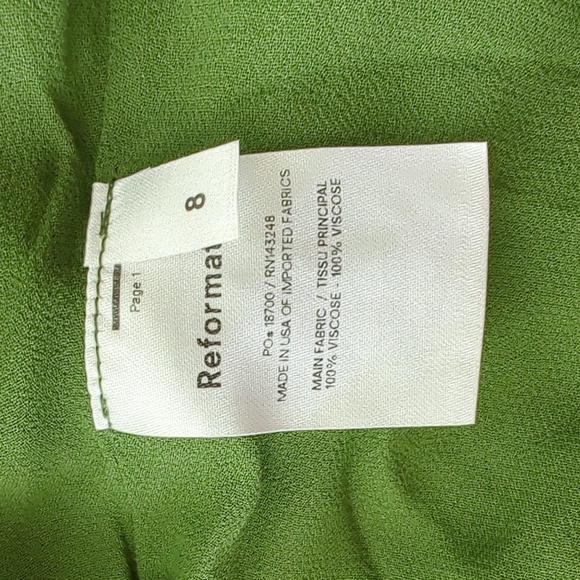 8
Page 1
Reformat
PO# 18700 / RN143248
MADE IN USA OF IMPORTED FABRICS
MAIN FABRIC / TISSU PRINCIPAL
100% VISCOSE - 100% VISCOSE